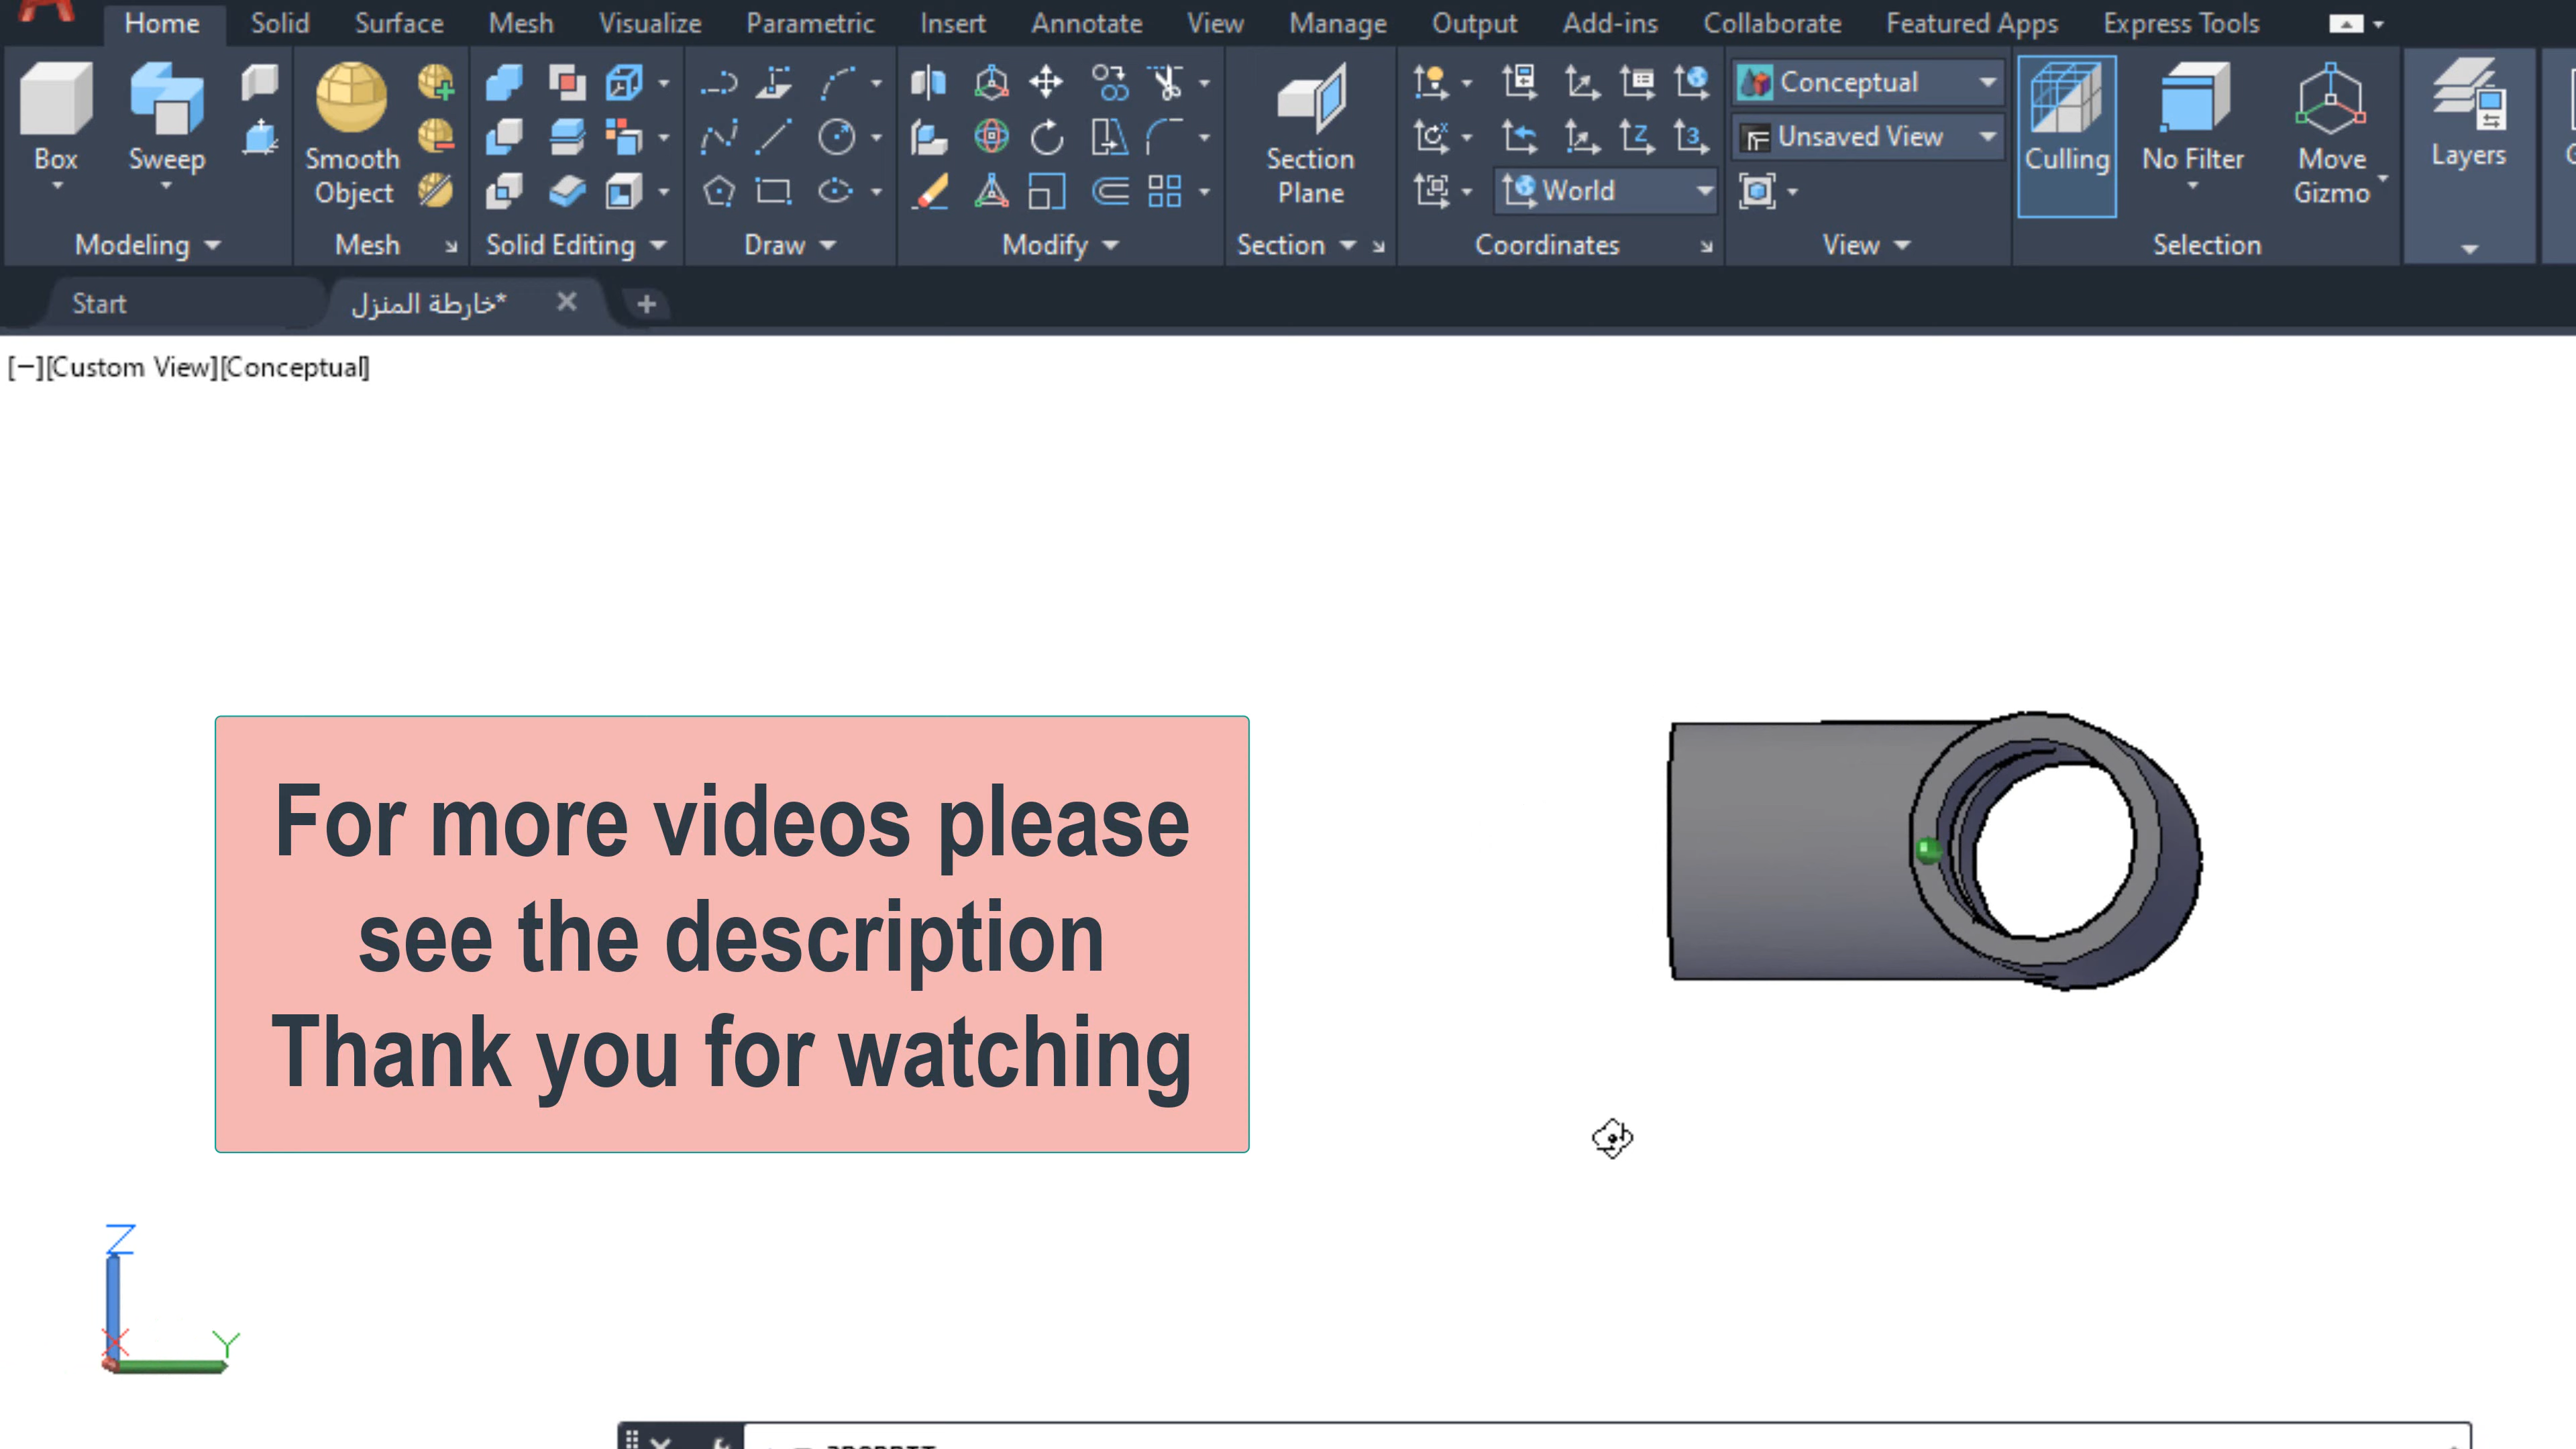 Home Solid Surface Mesh Visualize Parametric Insert Annotate View Manage Output Add-ins Collaborate Featured Apps Express Tools
Box
Sweep
Smooth
Object
Section
Plane
World
Conceptual
Unsaved View
Culling
No Filter
Move
Gizmo
Layers
Modeling Mesh Solid Editing Draw Modify Section Coordinates View Selection
Start
خارطة المنزل*
[−][Custom View][Conceptual]
For more videos please
see the description
Thank you for watching
Z
X
Y